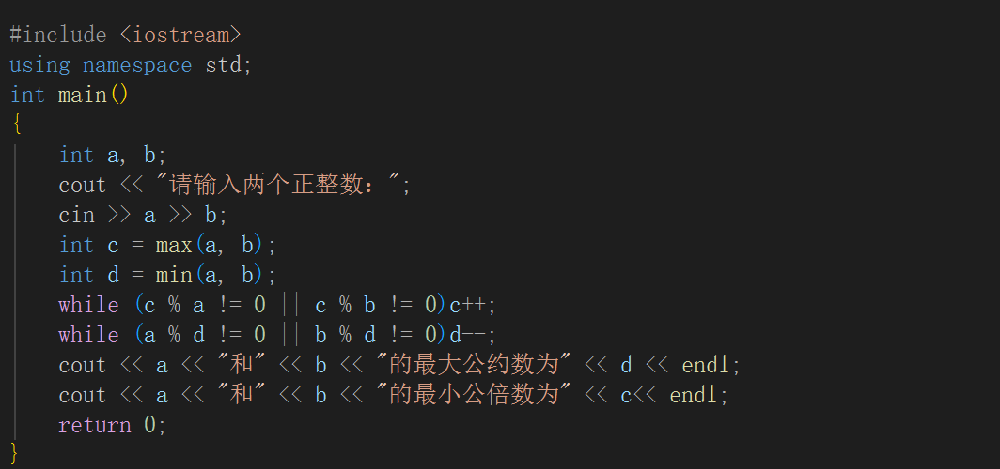 #include <iostream>
using namespace std;
int main()
{
int a, b;
cout << "请输入两个正整数：";
cin >> a >> b;
int c = max(a, b);
int d = min(a, b);
while (c % a != 0 || c % b != 0)c++;
while (a % d != 0 || b % d != 0)d--;
cout << a << "和" << b << "的最大公约数为" << d << endl;
cout << a << "和" << b << "的最小公倍数为" << c<< endl;
return 0;
}